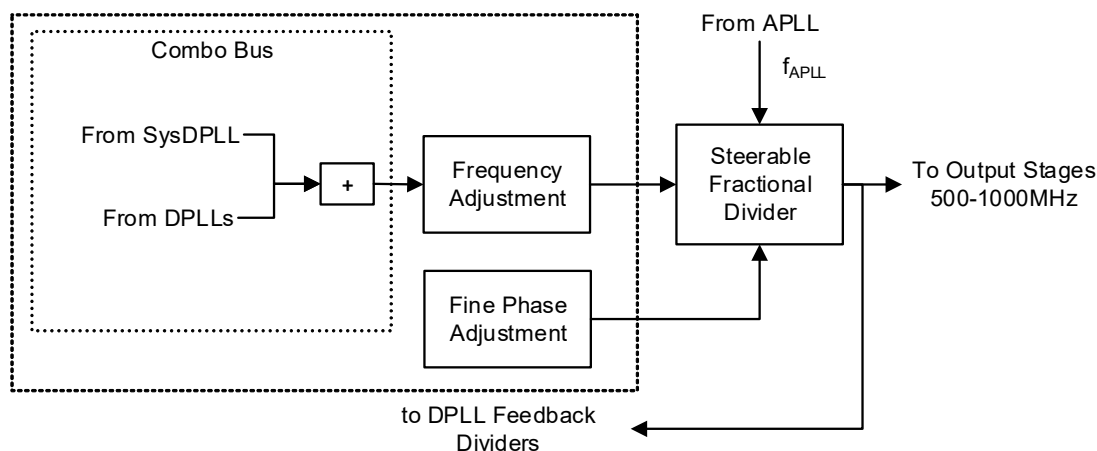 From APLL
f_APLL
Combo Bus
From SysDPLL
From DPLLs
+
Frequency
Adjustment
Steerable
Fractional
Divider
To Output Stages
500-1000MHz
Fine Phase
Adjustment
to DPLL Feedback
Dividers